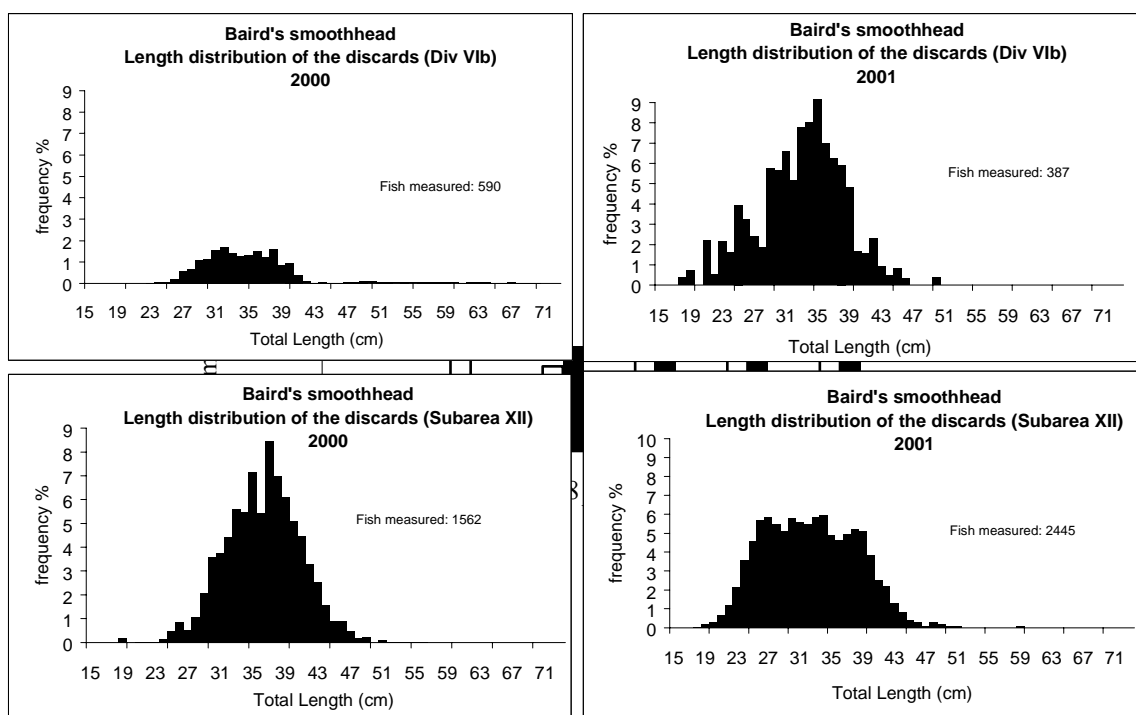 Baird's smoothhead
Length distribution of the discards (Div VIb)
2000
9
8
7
6
5
4
3
2
1
0
frequency %
Fish measured: 590
15 19 23 27 31 35 39 43 47 51 55 59 63 67 71
Total Length (cm)
Baird's smoothhead
Length distribution of the discards (Div VIb)
2001
9
8
7
6
5
4
3
2
1
0
frequency %
Fish measured: 387
15 19 23 27 31 35 39 43 47 51 55 59 63 67 71
Total Length (cm)
Baird's smoothhead
Length distribution of the discards (Subarea XII)
2000
9
8
7
6
5
4
3
2
1
0
frequency %
Fish measured: 1562
15 19 23 27 31 35 39 43 47 51 55 59 63 67 71
Total Length (cm)
8
Baird's smoothhead
Length distribution of the discards (Subarea XII)
2001
10
9
8
7
6
5
4
3
2
1
0
frequency %
Fish measured: 2445
15 19 23 27 31 35 39 43 47 51 55 59 63 67 71
Total Length (cm)